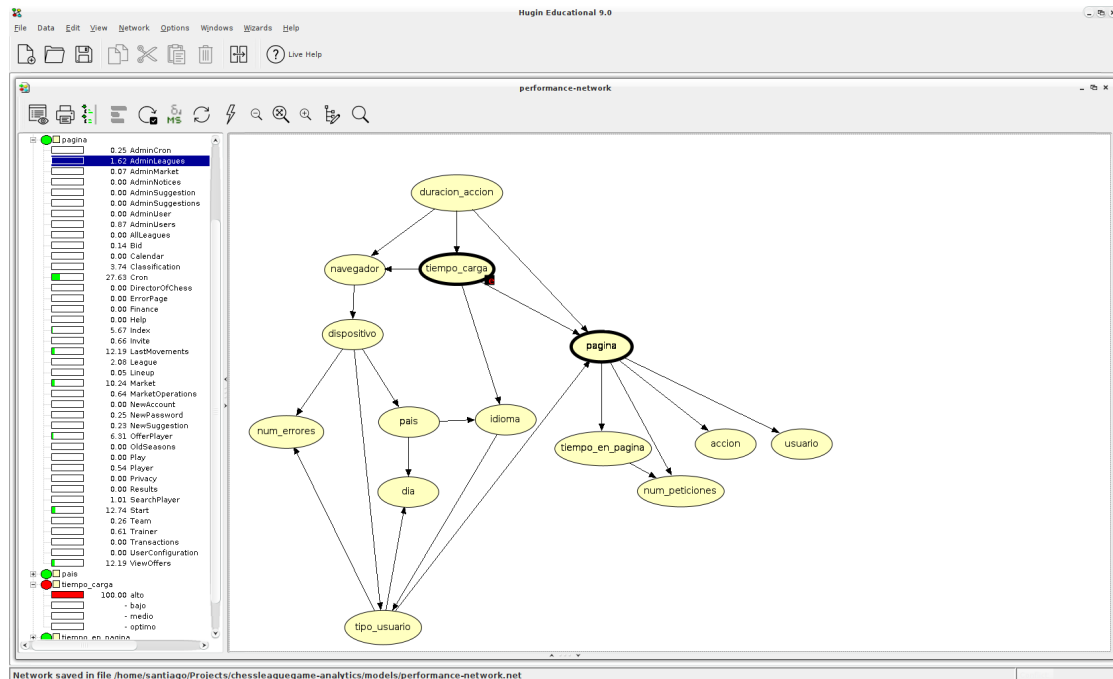 Hugin Educational 9.0
File Data Edit View Network Options Windows Wizards Help
Live Help
performance-network
pagina
0.25 AdminCron
1.62 AdminLeagues
0.07 AdminMarket
0.00 AdminNotices
0.00 AdminSuggestion
0.00 AdminSuggestions
0.00 AdminUser
0.87 AdminUsers
0.00 AllLeagues
0.14 Bid
0.00 Calendar
3.74 Classification
27.63 Cron
0.00 DirectorOfChess
0.00 ErrorPage
0.00 Finance
0.00 Help
5.67 Index
0.66 Invite
12.19 LastMovements
2.08 League
0.05 Lineup
10.24 Market
0.64 MarketOperations
0.00 NewAccount
0.25 NewPassword
0.23 NewSuggestion
6.31 OfferPlayer
0.00 OldSeasons
0.00 Play
0.54 Player
0.00 Privacy
0.00 Results
1.01 SearchPlayer
12.74 Start
0.26 Team
0.61 Trainer
0.00 Transactions
0.00 UserConfiguration
12.19 ViewOffers
pais
tiempo_carga
100.00 alto
- bajo
- medio
- optimo
tiempo_en_pagina
duracion_accion
navegador
tiempo_carga
dispositivo
pagina
num_errores
pais
idioma
tiempo_en_pagina
accion
usuario
dia
num_peticiones
tipo_usuario
Network saved in file /home/santiago/Projects/chessleaguegame-analytics/models/performance-network.net